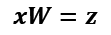 xW = z